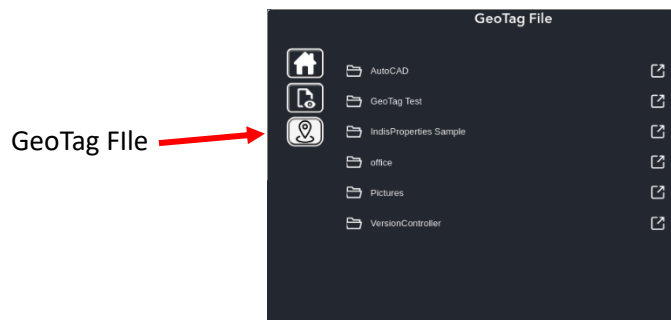 GeoTag File
AutoCAD
GeoTag Test
IndisProperties Sample
GeoTag FIle
office
Pictures
VersionController